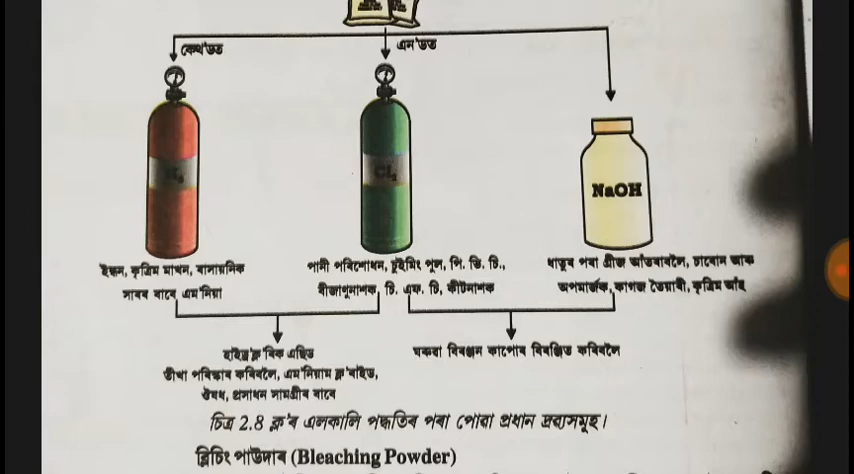 কেথ'ডত
এন'ডত
H₂
Cl₂
NaOH
ইন্ধন, কৃত্ৰিম মাখন, ৰাসায়নিক
সাৰৰ বাবে এম'নিয়া
পানী পৰিশোধন, ছুইমিং পুল, পি. ভি. চি.,
বীজাণুনাশক, চি. এফ. চি, কীটনাশক
ধাতুৰ পৰা গ্ৰীজ আঁতৰাবলৈ, চাবোন আৰু
অপমাৰ্জক, কাগজ তৈয়াৰী, কৃত্ৰিম আঁহ
হাইড্ৰ'ক্ল'ৰিক এছিড
তীখা পৰিষ্কাৰ কৰিবলৈ, এম'নিয়াম ক্ল'ৰাইড,
ঔষধ, প্ৰসাধন সামগ্ৰীৰ বাবে
ঘৰুৱা বিৰঞ্জন কাপোৰ বিৰঞ্জিত কৰিবলৈ
চিত্ৰ 2.8 ক্ল'ৰ এলকালি পদ্ধতিৰ পৰা পোৱা প্ৰধান দ্ৰব্যসমূহ।
ব্লিচিং পাউদাৰ (Bleaching Powder)